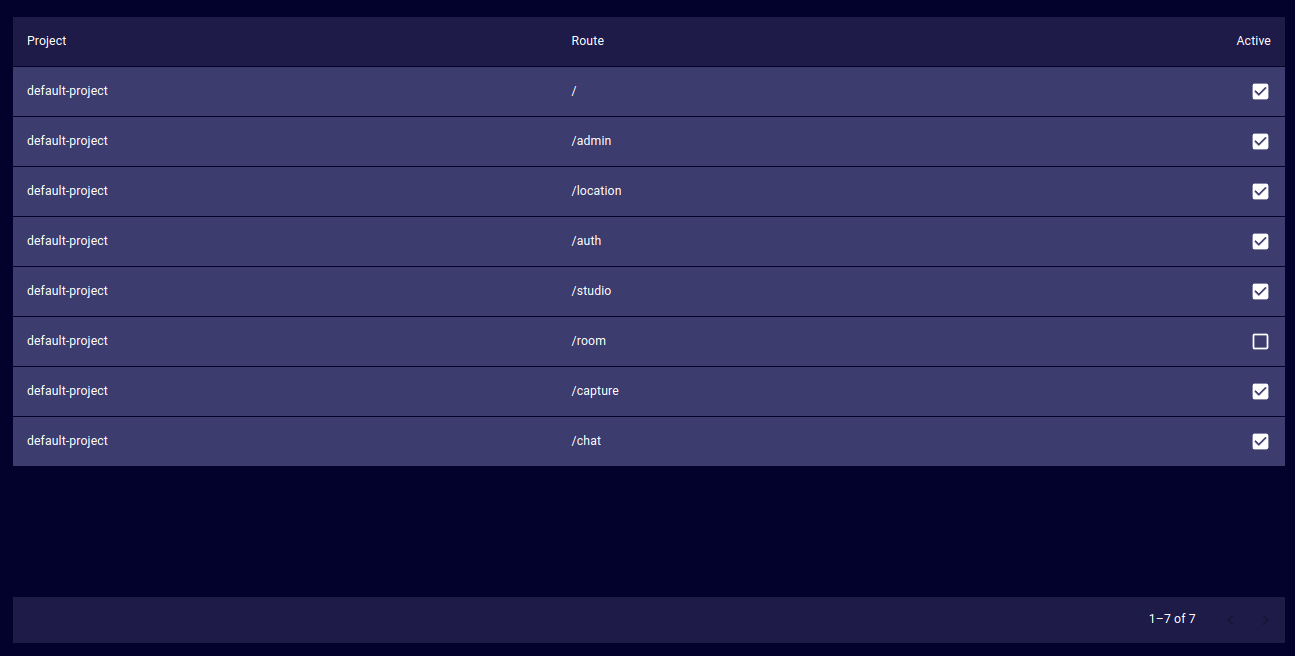 Project Route Active
default-project /
default-project /admin
default-project /location
default-project /auth
default-project /studio
default-project /room
default-project /capture
default-project /chat
1–7 of 7